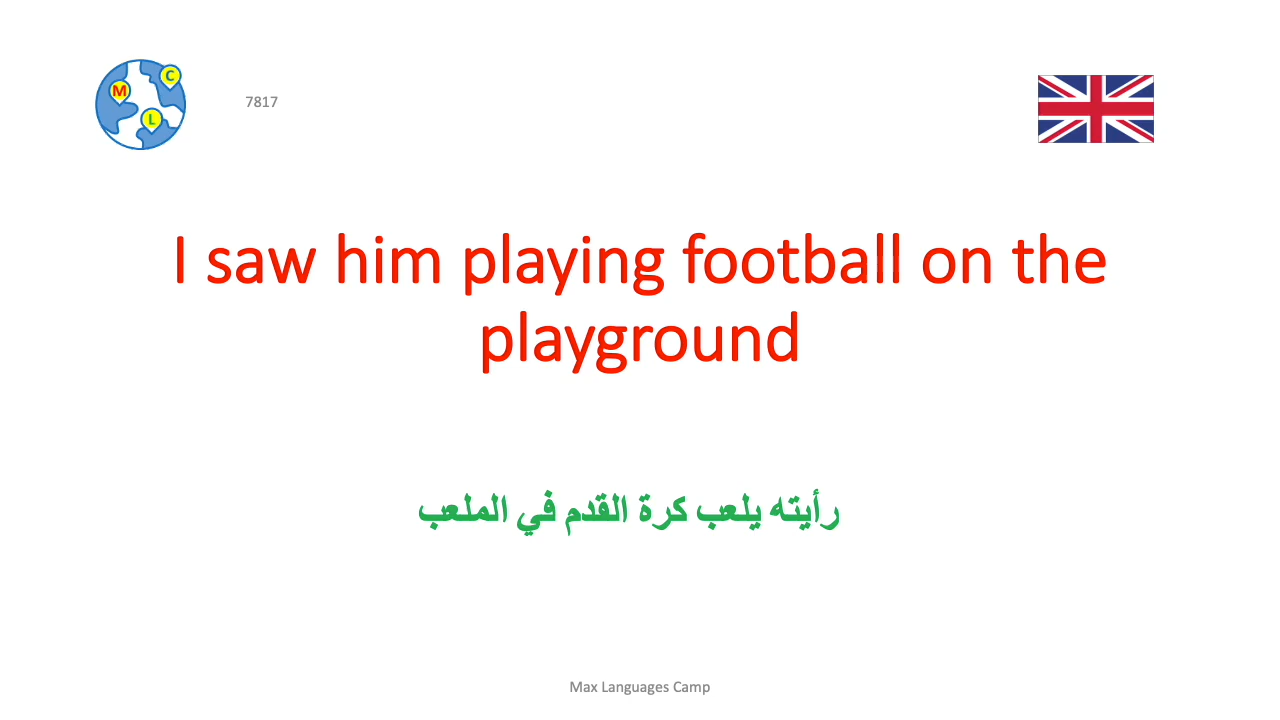 C
M
L
7817
I saw him playing football on the
playground
رأيته يلعب كرة القدم في الملعب
Max Languages Camp